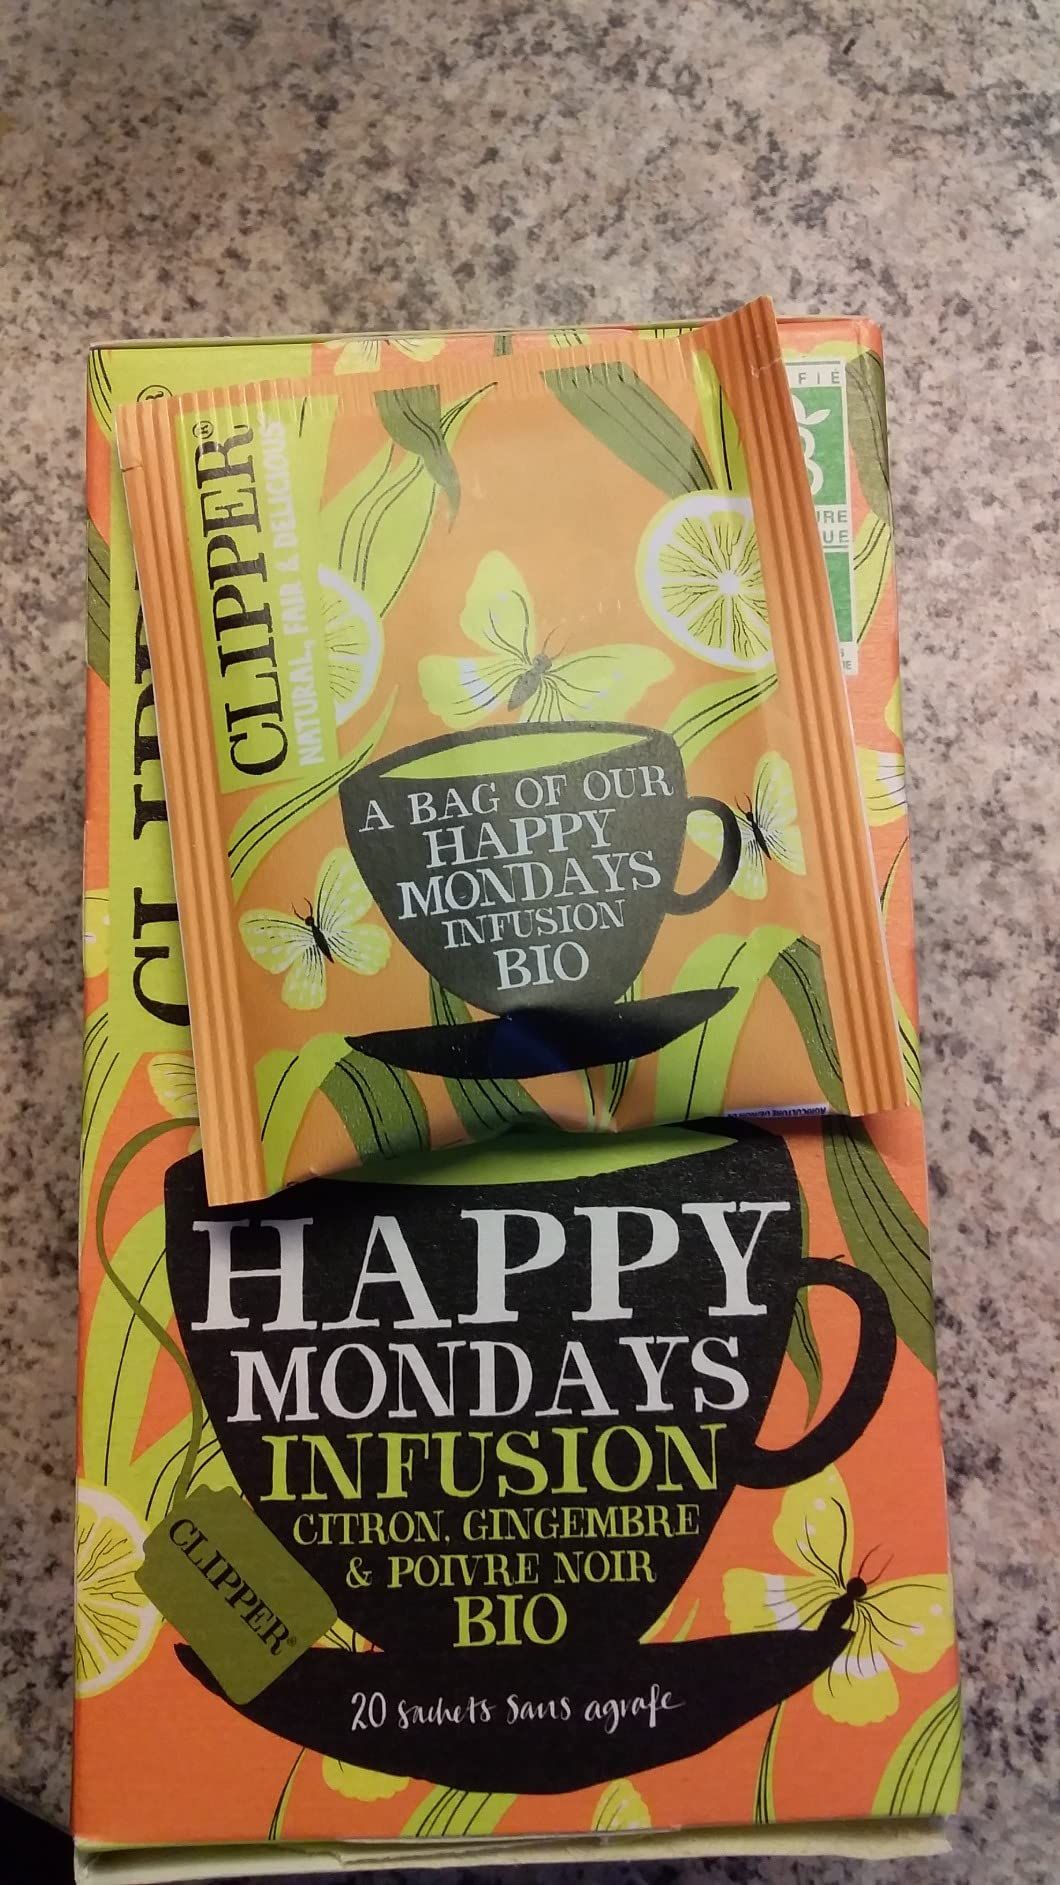 CLIPPER®
NATURAL, FAIR & DELICIOUS
A BAG OF OUR
HAPPY
MONDAYS
INFUSION
BIO
HAPPY
MONDAYS
INFUSION
CITRON, GINGEMBRE
& POIVRE NOIR
BIO
20 sachets sans agrafe
CLIPPER®